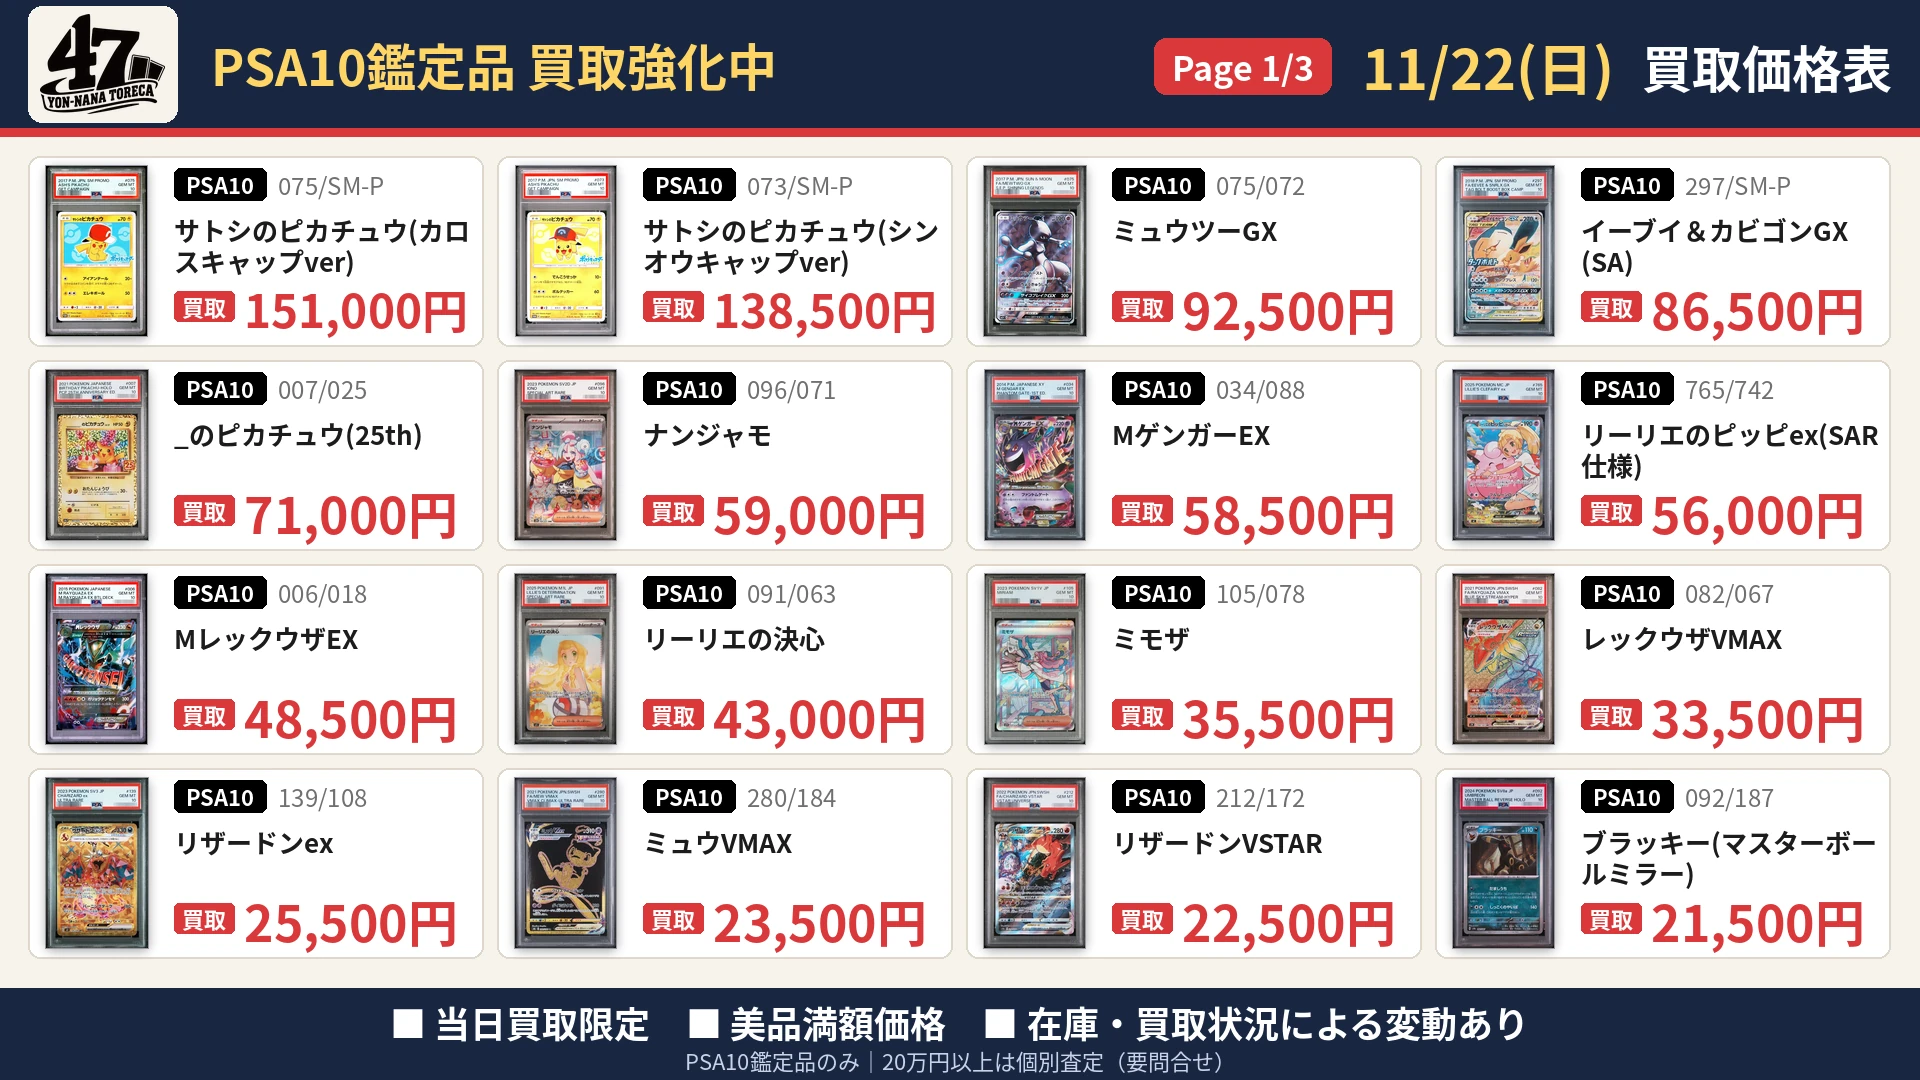 47
YON-NANA TORECA
PSA10鑑定品 買取強化中
Page 1/3
11/22(日) 買取価格表
PSA10 075/SM-P
サトシのピカチュウ(カロ
スキャップver)
買取 151,000円
PSA10 073/SM-P
サトシのピカチュウ(シン
オウキャップver)
買取 138,500円
PSA10 075/072
ミュウツーGX
買取 92,500円
PSA10 297/SM-P
イーブイ＆カビゴンGX
(SA)
買取 86,500円
PSA10 007/025
_のピカチュウ(25th)
買取 71,000円
PSA10 096/071
ナンジャモ
買取 59,000円
PSA10 034/088
MゲンガーEX
買取 58,500円
PSA10 765/742
リーリエのピッピex(SAR
仕様)
買取 56,000円
PSA10 006/018
MレックウザEX
買取 48,500円
PSA10 091/063
リーリエの決心
買取 43,000円
PSA10 105/078
ミモザ
買取 35,500円
PSA10 082/067
レックウザVMAX
買取 33,500円
PSA10 139/108
リザードンex
買取 25,500円
PSA10 280/184
ミュウVMAX
買取 23,500円
PSA10 212/172
リザードンVSTAR
買取 22,500円
PSA10 092/187
ブラッキー(マスターボー
ルミラー)
買取 21,500円
■ 当日買取限定 ■ 美品満額価格 ■ 在庫・買取状況による変動あり
PSA10鑑定品のみ｜20万円以上は個別査定（要問合せ）